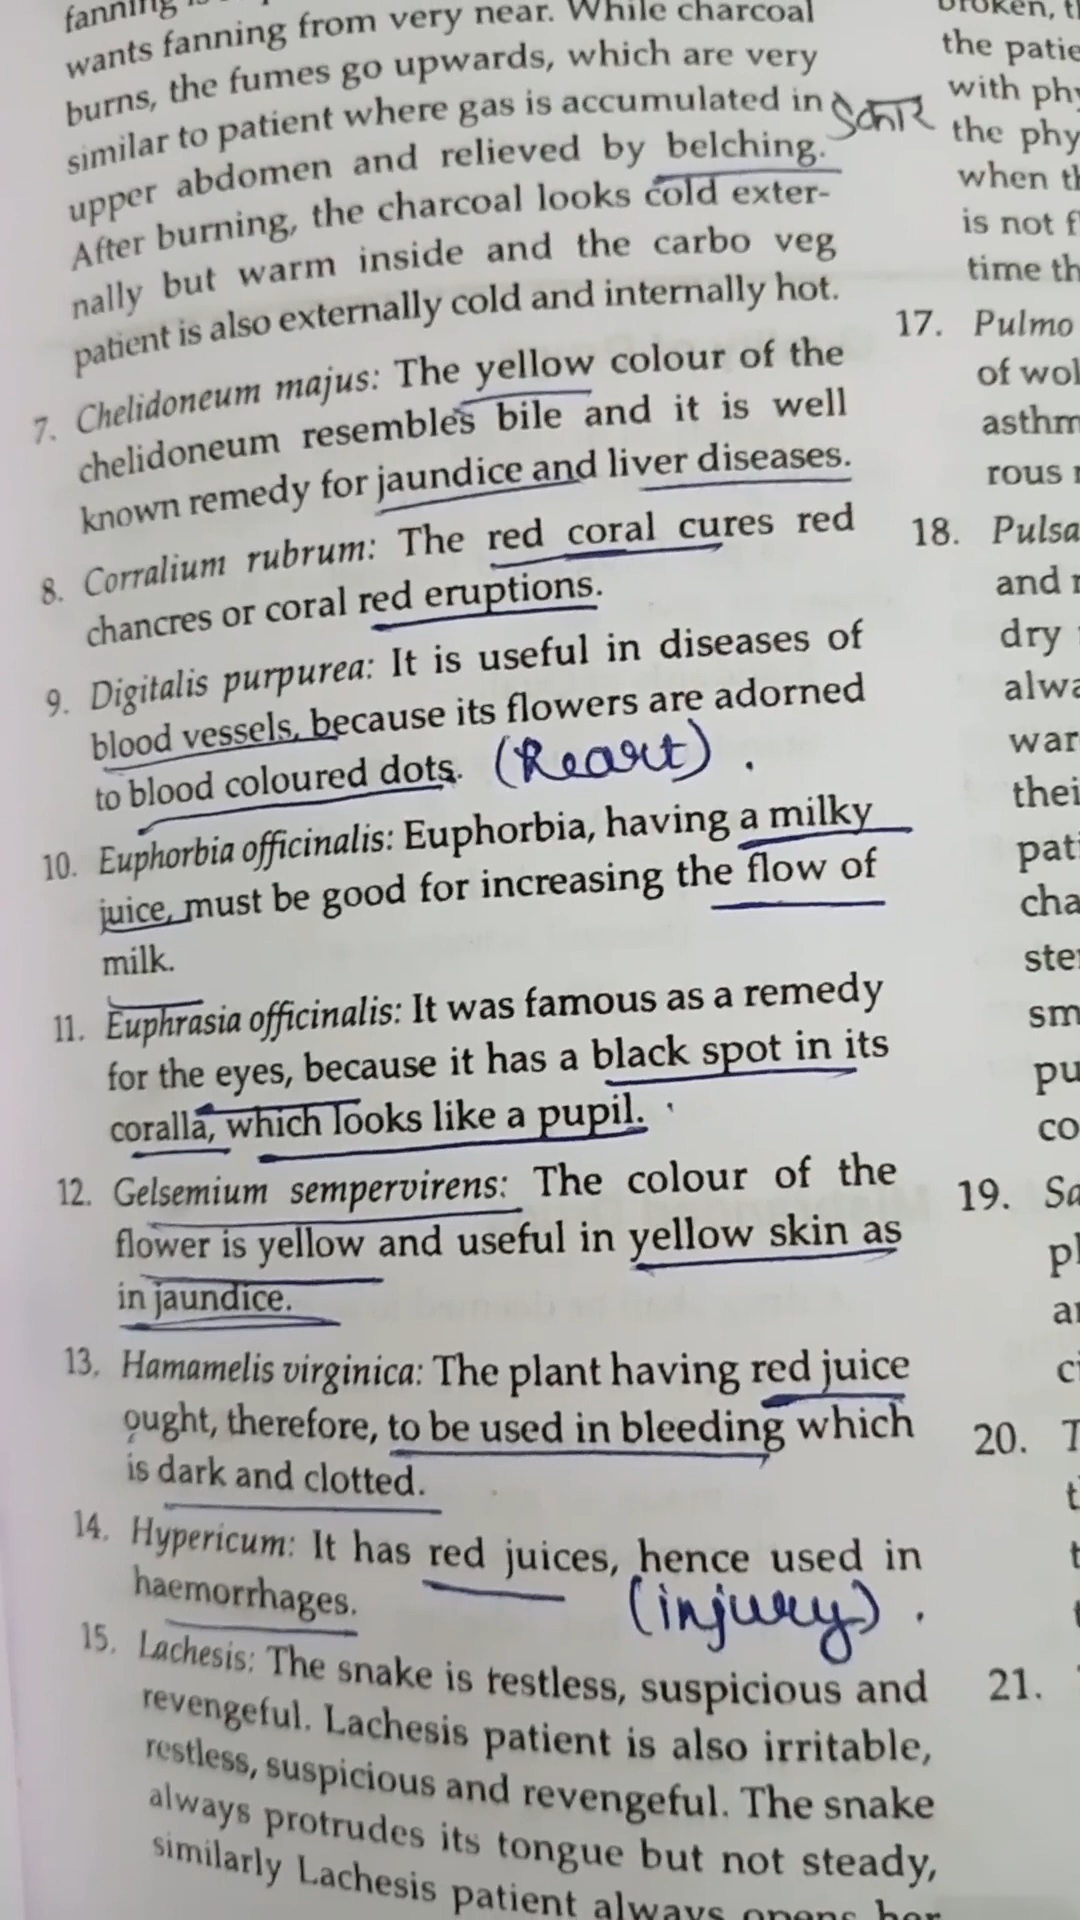 fanning
wants fanning from very near. While charcoal
burns, the fumes go upwards, which are very
similar to patient where gas is accumulated in
upper abdomen and relieved by belching.
After burning, the charcoal looks cold exter-
nally but warm inside and the carbo veg
patient is also externally cold and internally hot.
7. Chelidoneum majus: The yellow colour of the
chelidoneum resembles bile and it is well
known remedy for jaundice and liver diseases.
8. Corralium rubrum: The red coral cures red
chancres or coral red eruptions.
9. Digitalis purpurea: It is useful in diseases of
blood vessels, because its flowers are adorned
to blood coloured dots. (Heart).
10. Euphorbia officinalis: Euphorbia, having a milky
juice, must be good for increasing the flow of
milk.
11. Euphrasia officinalis: It was famous as a remedy
for the eyes, because it has a black spot in its
coralla, which looks like a pupil.
12. Gelsemium sempervirens: The colour of the
flower is yellow and useful in yellow skin as
in jaundice.
13. Hamamelis virginica: The plant having red juice
ought, therefore, to be used in bleeding which
is dark and clotted.
14. Hypericum: It has red juices, hence used in
haemorrhages. (injury).
15. Lachesis: The snake is restless, suspicious and
revengeful. Lachesis patient is also irritable,
restless, suspicious and revengeful. The snake
always protrudes its tongue but not steady,
similarly Lachesis patient always opens her
broken, t
the patie
with phy
the phy
when th
is not f
time th
17. Pulmo
of wol
asthm
rous
18. Pulsa
and
dry
alwa
war
thei
pati
cha
ste
sm
pu
co
19. Sa
pl
a
ci
20. T
t
t
21.